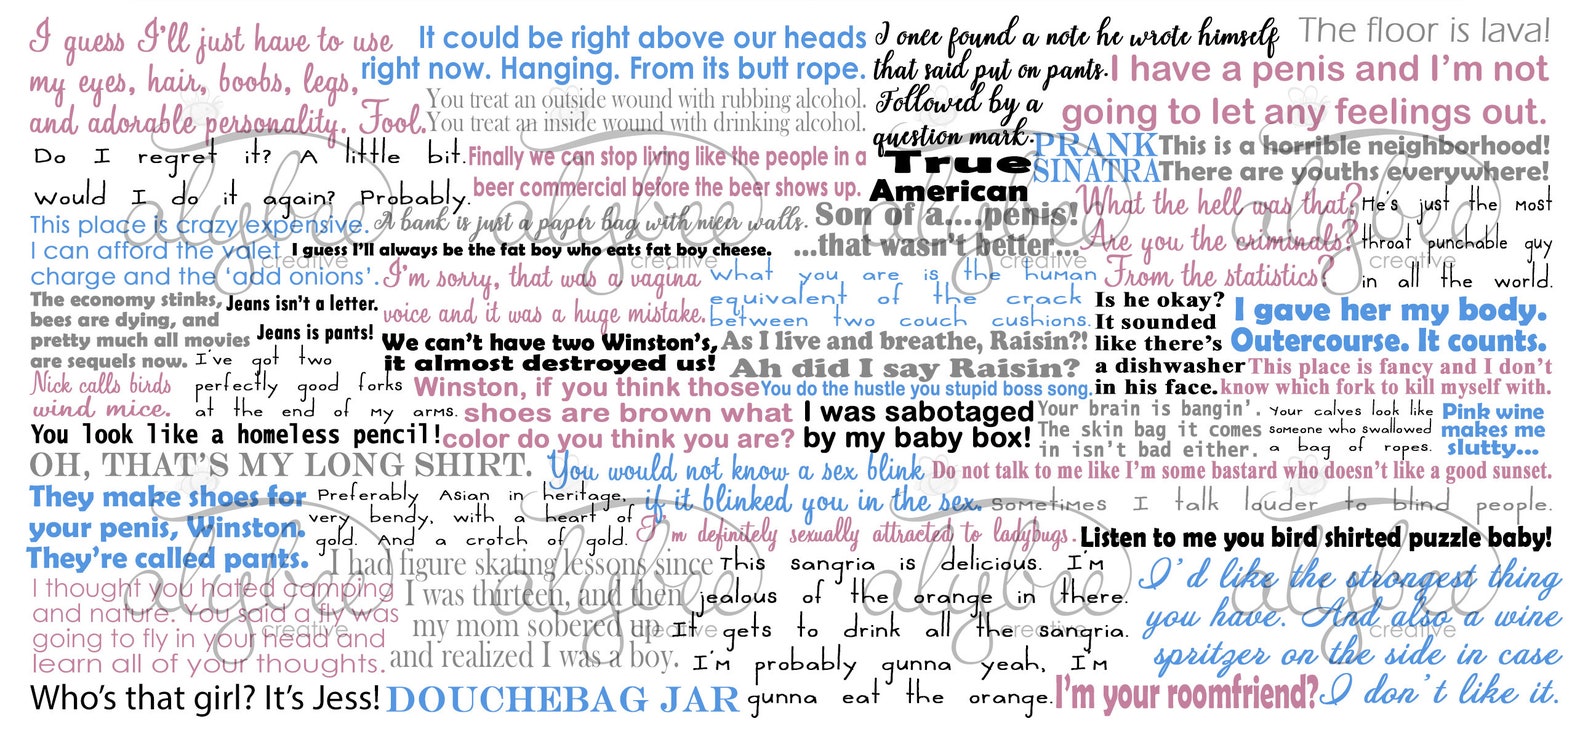 I guess I'll just have to use
my eyes, hair, boobs, legs,
and adorable personality. Fool.
It could be right above our heads
right now. Hanging. From its butt rope.
You treat an outside wound with rubbing alcohol.
You treat an inside wound with drinking alcohol.
I once found a note he wrote himself
that said put on pants.
Followed by a
question mark.
The floor is lava!
I have a penis and I'm not
going to let any feelings out.
Do I regret it? A little bit.
Would I do it again? Probably.
Finally we can stop living like the people in a
beer commercial before the beer shows up.
True
American
PRANK
SINATRA
This is a horrible neighborhood!
There are youths everywhere!
This place is crazy expensive.
I can afford the valet
charge and the 'add onions'.
A bank is just a paper bag with nicer walls.
I guess I'll always be the fat boy who eats fat boy cheese.
Son of a....penis!
...that wasn't better...
What the hell was that?
Are you the criminals?
From the statistics?
He's just the most
throat punchable guy
in all the world.
I'm sorry, that was a vagina
voice and it was a huge mistake.
What you are is the human
equivalent of the crack
between two couch cushions.
The economy stinks,
bees are dying, and
pretty much all movies
are sequels now.
Jeans isn't a letter.
Jeans is pants!
Is he okay?
It sounded
like there's
a dishwasher
in his face.
I gave her my body.
Outercourse. It counts.
We can't have two Winston's,
it almost destroyed us!
As I live and breathe, Raisin?!
Ah did I say Raisin?
I've got two
perfectly good forks
at the end of my arms.
Nick calls birds
wind mice.
Winston, if you think those
shoes are brown what
color do you think you are?
You do the hustle you stupid boss song.
This place is fancy and I don't
know which fork to kill myself with.
You look like a homeless pencil!
I was sabotaged
by my baby box!
Your brain is bangin'.
The skin bag it comes
in isn't bad either.
Your calves look like
someone who swallowed
a bag of ropes.
Pink wine
makes me
slutty...
OH, THAT'S MY LONG SHIRT.
You would not know a sex blink
if it blinked you in the sex.
Do not talk to me like I'm some bastard who doesn't like a good sunset.
They make shoes for
your penis, Winston.
They're called pants.
Preferably Asian in heritage,
very bendy, with a heart of
gold. And a crotch of gold.
Sometimes I talk louder to blind people.
I'm definitely sexually attracted to ladybugs.
Listen to me you bird shirted puzzle baby!
I thought you hated camping
and nature. You said a fly was
going to fly in your head and
learn all of your thoughts.
I had figure skating lessons since
I was thirteen, and then
my mom sobered up
and realized I was a boy.
This sangria is delicious. I'm
jealous of the orange in there.
It gets to drink all the sangria.
I'm probably gunna yeah, I'm
gunna eat the orange.
I'd like the strongest thing
you have. And also a wine
spritzer on the side in case
I don't like it.
Who's that girl? It's Jess!
DOUCHEBAG JAR
I'm your roomfriend?
alybee
creative
alybee
creative
alybee
creative
alybee
creative
alybee
creative
alybee
creative
alybee
creative
alybee
creative